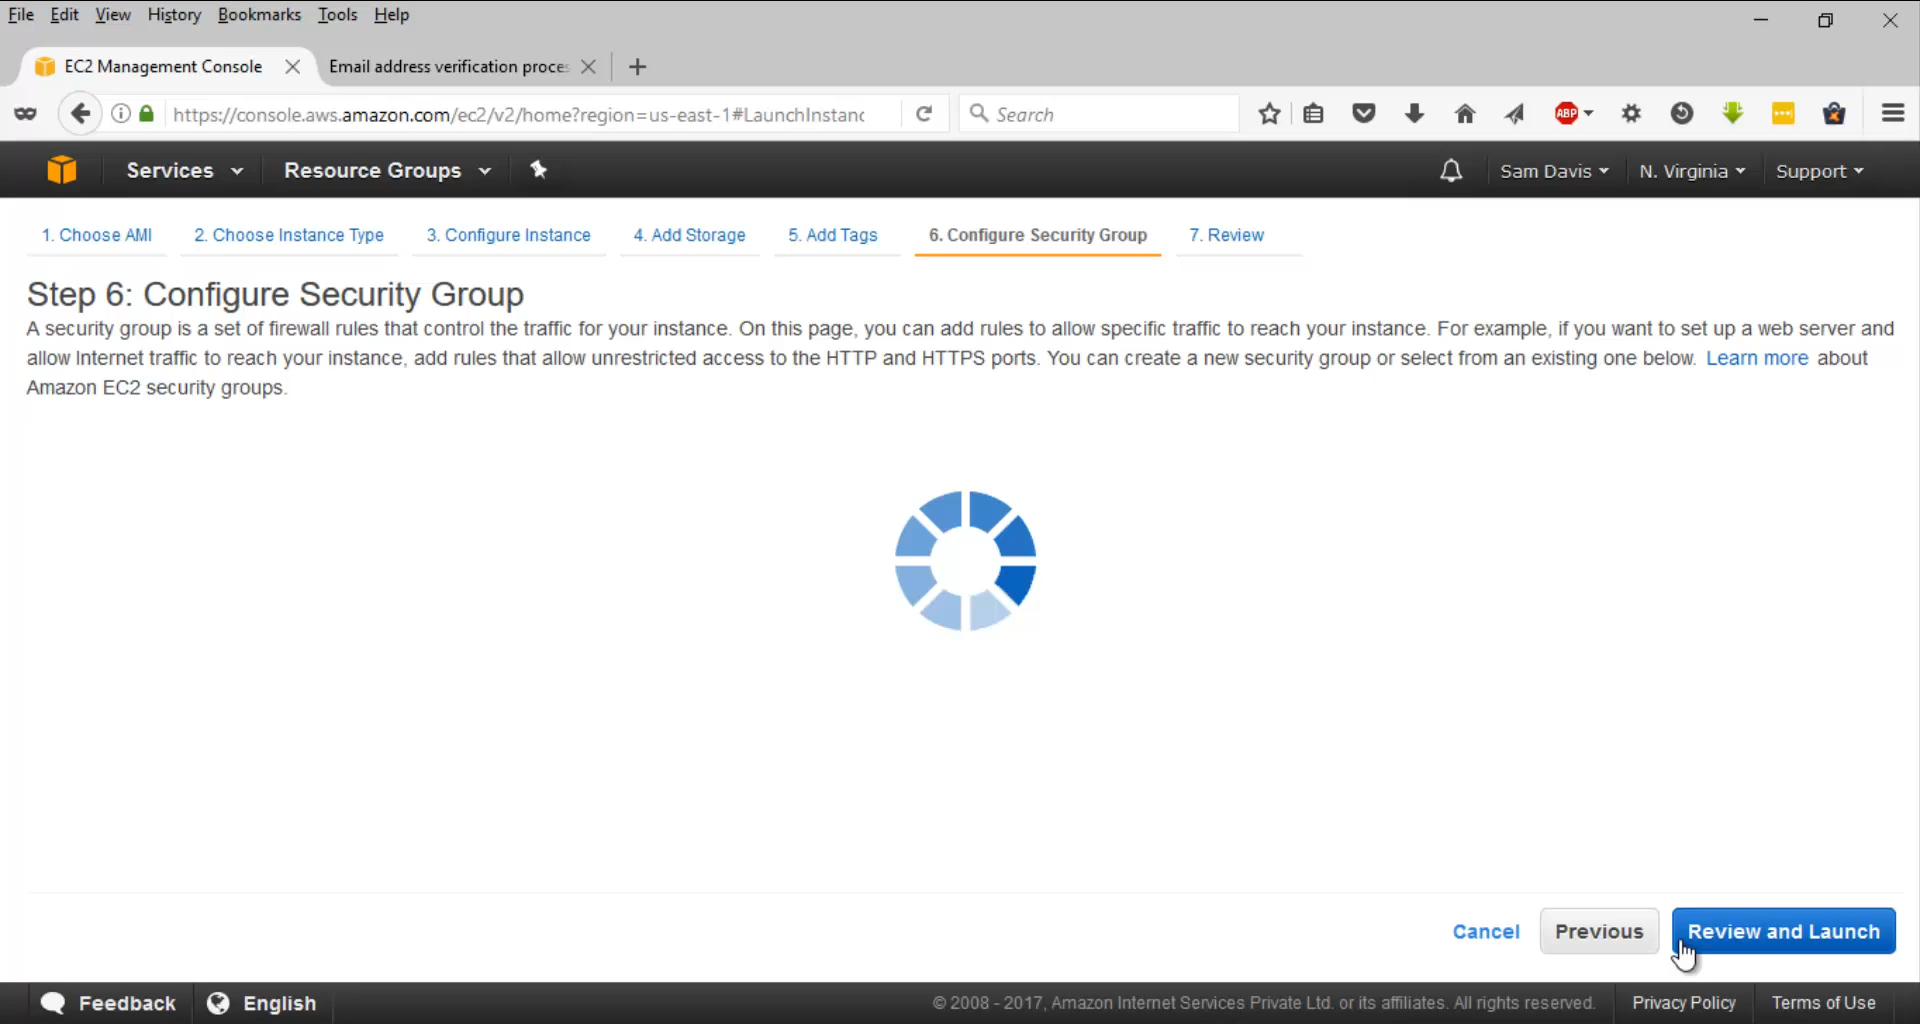 File Edit View History Bookmarks Tools Help
EC2 Management Console
Email address verification proces
https://console.aws.amazon.com/ec2/v2/home?region=us-east-1#LaunchInstanc
Search
ABP
Services Resource Groups
Sam Davis N. Virginia Support
1. Choose AMI 2. Choose Instance Type 3. Configure Instance 4. Add Storage 5. Add Tags 6. Configure Security Group 7. Review
Step 6: Configure Security Group
A security group is a set of firewall rules that control the traffic for your instance. On this page, you can add rules to allow specific traffic to reach your instance. For example, if you want to set up a web server and
allow Internet traffic to reach your instance, add rules that allow unrestricted access to the HTTP and HTTPS ports. You can create a new security group or select from an existing one below. Learn more about
Amazon EC2 security groups.
Cancel Previous Review and Launch
Feedback English
© 2008 - 2017, Amazon Internet Services Private Ltd. or its affiliates. All rights reserved. Privacy Policy Terms of Use